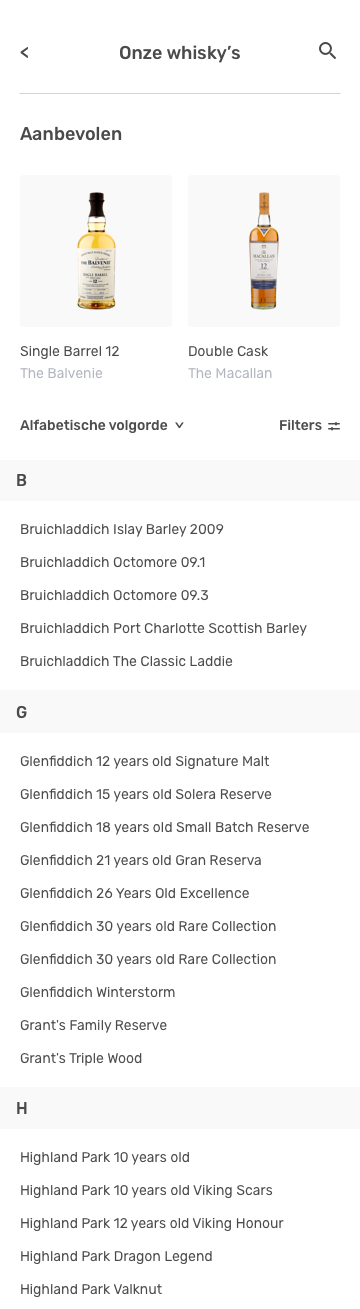 <
Onze whisky’s
Aanbevolen
THE BALVENIE
SINGLE BARREL
12
The
MACALLAN
12
Single Barrel 12
Double Cask
The Balvenie
The Macallan
Alfabetische volgorde
Filters
B
Bruichladdich Islay Barley 2009
Bruichladdich Octomore 09.1
Bruichladdich Octomore 09.3
Bruichladdich Port Charlotte Scottish Barley
Bruichladdich The Classic Laddie
G
Glenfiddich 12 years old Signature Malt
Glenfiddich 15 years old Solera Reserve
Glenfiddich 18 years old Small Batch Reserve
Glenfiddich 21 years old Gran Reserva
Glenfiddich 26 Years Old Excellence
Glenfiddich 30 years old Rare Collection
Glenfiddich 30 years old Rare Collection
Glenfiddich Winterstorm
Grant’s Family Reserve
Grant's Triple Wood
H
Highland Park 10 years old
Highland Park 10 years old Viking Scars
Highland Park 12 years old Viking Honour
Highland Park Dragon Legend
Highland Park Valknut